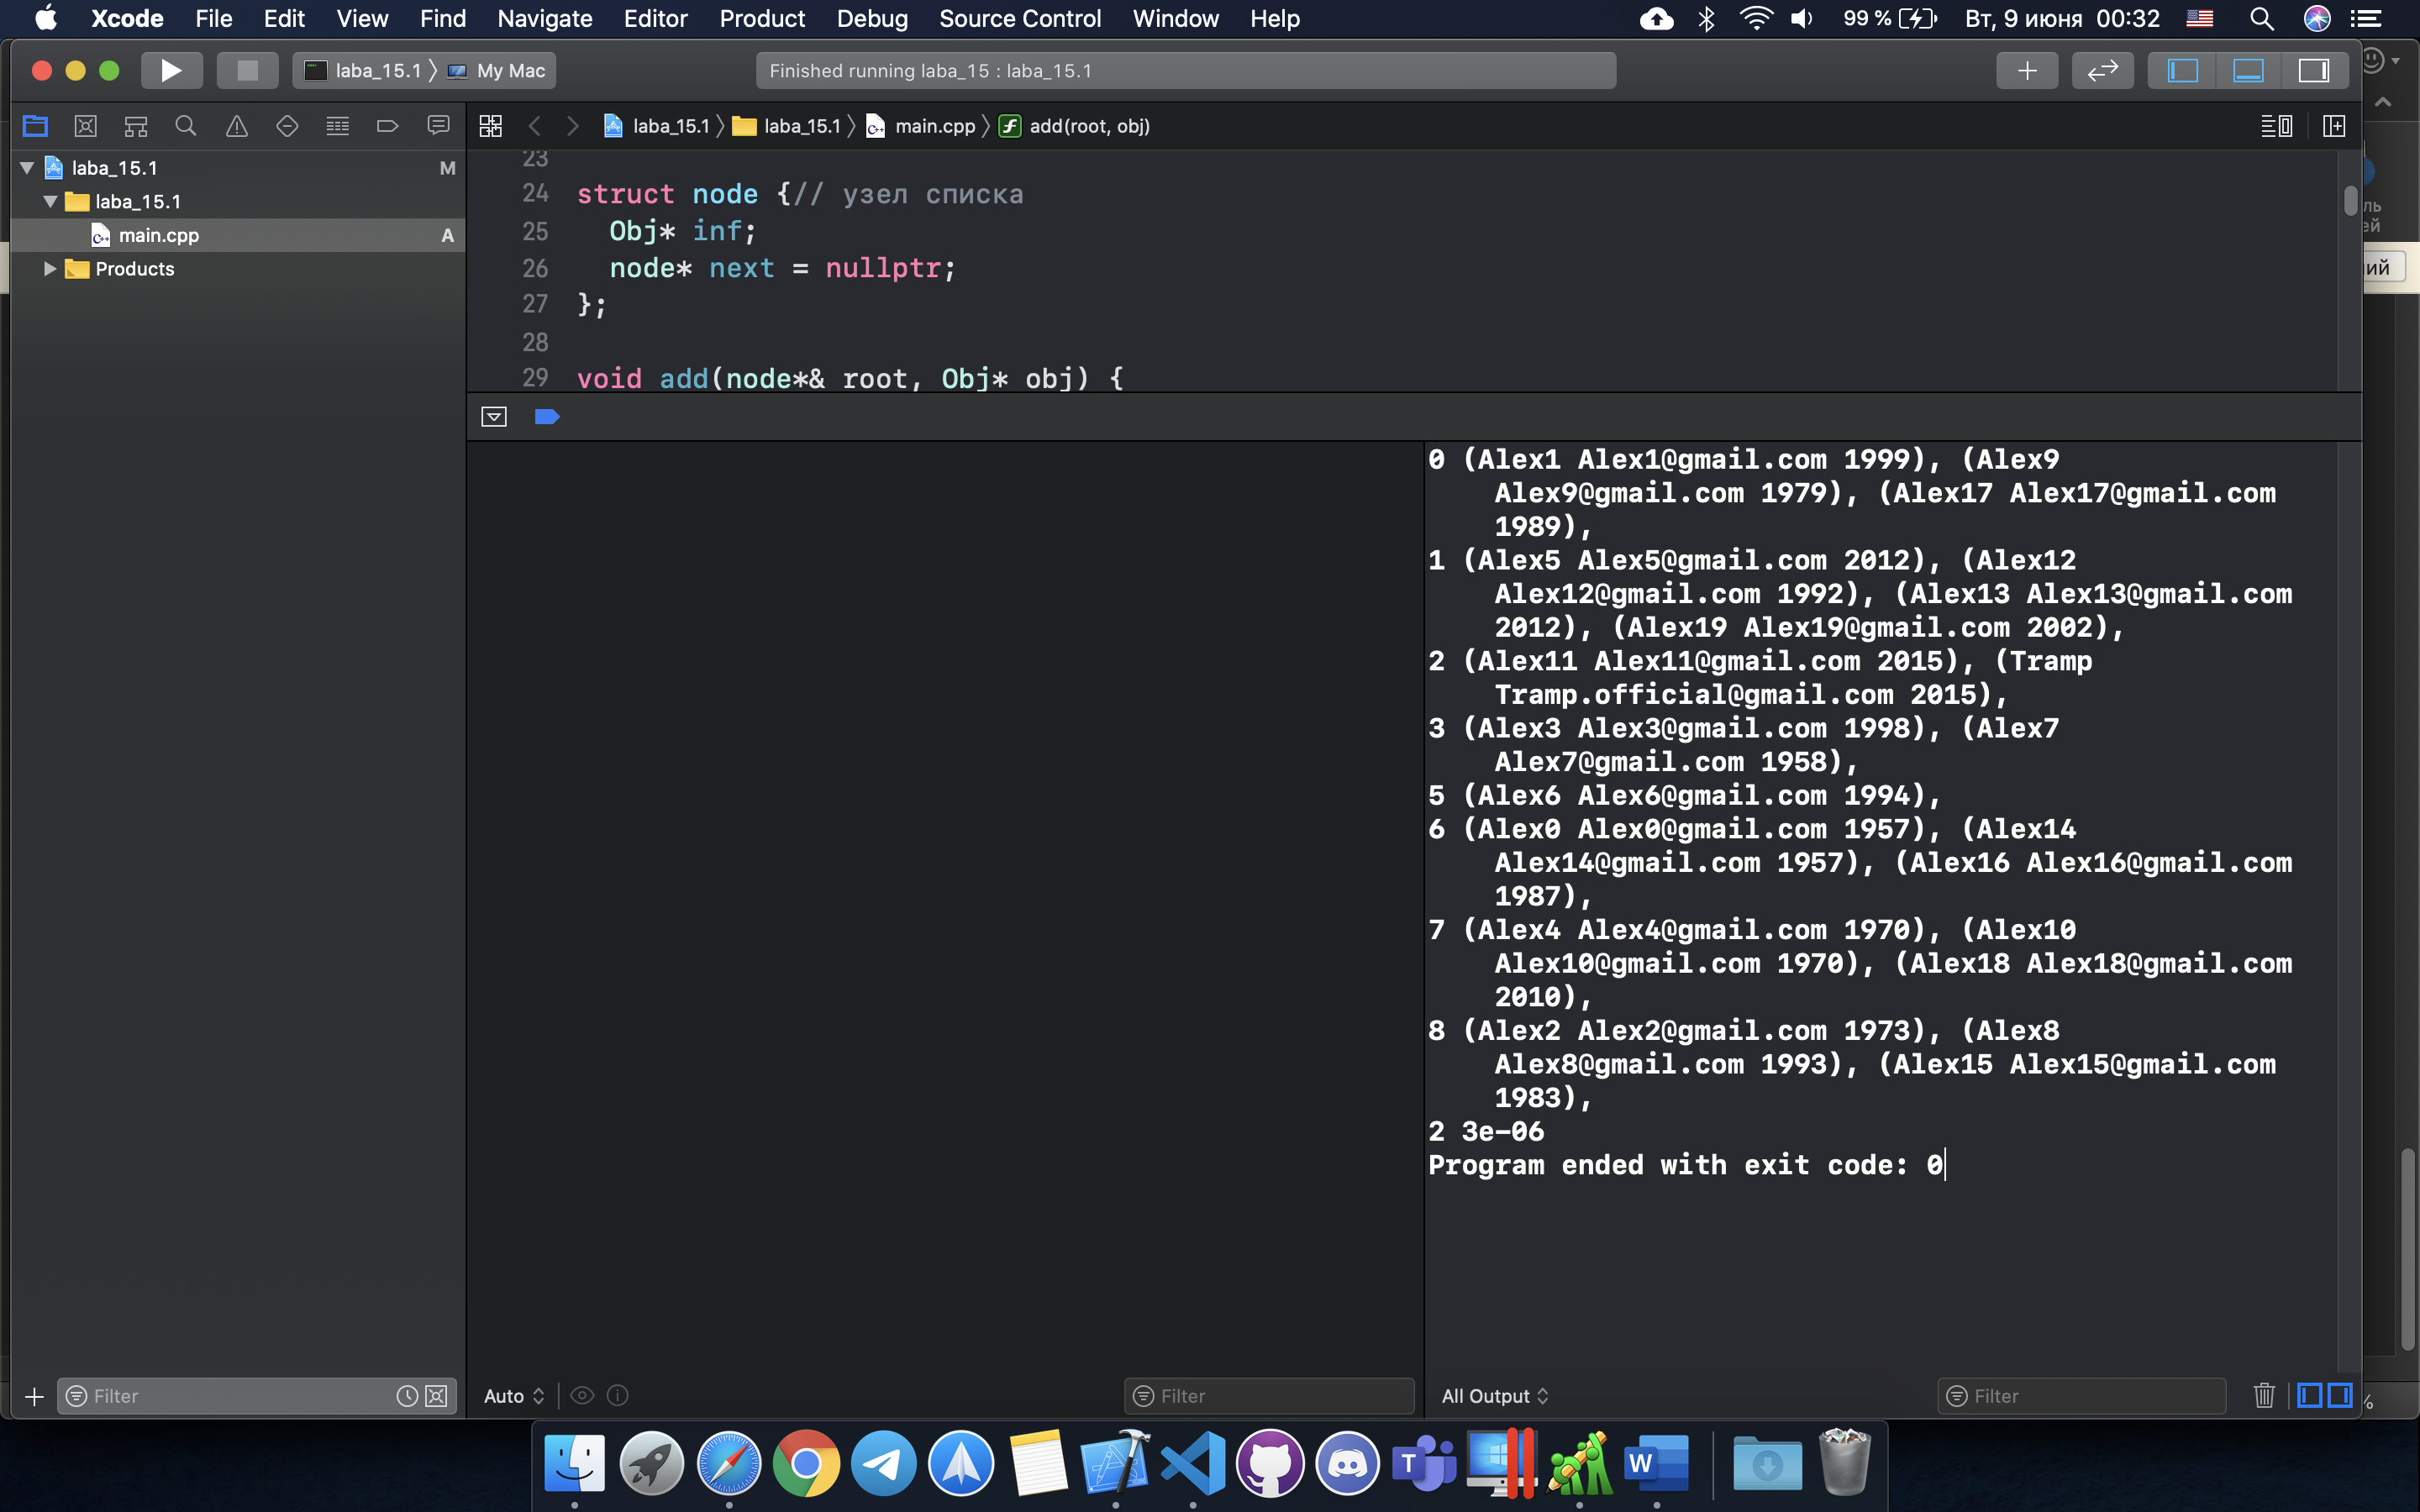 Xcode File Edit View Find Navigate Editor Product Debug Source Control Window Help 99 % Вт, 9 июня 00:32
laba_15.1 My Mac Finished running laba_15 : laba_15.1
laba_15.1 laba_15.1 main.cpp add(root, obj)
laba_15.1 M
laba_15.1
main.cpp A
Products
23
24 struct node {// узел списка
25 Obj* inf;
26 node* next = nullptr;
27 };
28
29 void add(node*& root, Obj* obj) {
ль
ей
ий
0 (Alex1 Alex1@gmail.com 1999), (Alex9
Alex9@gmail.com 1979), (Alex17 Alex17@gmail.com
1989),
1 (Alex5 Alex5@gmail.com 2012), (Alex12
Alex12@gmail.com 1992), (Alex13 Alex13@gmail.com
2012), (Alex19 Alex19@gmail.com 2002),
2 (Alex11 Alex11@gmail.com 2015), (Tramp
Tramp.official@gmail.com 2015),
3 (Alex3 Alex3@gmail.com 1998), (Alex7
Alex7@gmail.com 1958),
5 (Alex6 Alex6@gmail.com 1994),
6 (Alex0 Alex0@gmail.com 1957), (Alex14
Alex14@gmail.com 1957), (Alex16 Alex16@gmail.com
1987),
7 (Alex4 Alex4@gmail.com 1970), (Alex10
Alex10@gmail.com 1970), (Alex18 Alex18@gmail.com
2010),
8 (Alex2 Alex2@gmail.com 1973), (Alex8
Alex8@gmail.com 1993), (Alex15 Alex15@gmail.com
1983),
2 3e-06
Program ended with exit code: 0
Filter Auto Filter All Output Filter %
T W